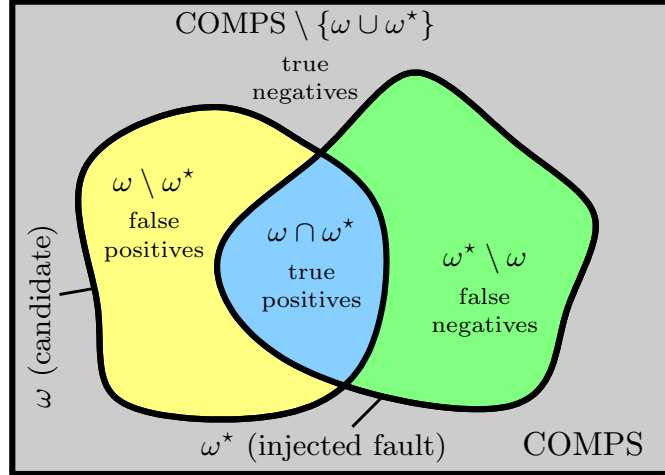 COMPS \ {ω ∪ ω⋆}
true
negatives
ω \ ω⋆
false
positives
ω ∩ ω⋆
true
positives
ω⋆ \ ω
false
negatives
ω (candidate)
ω⋆ (injected fault)
COMPS